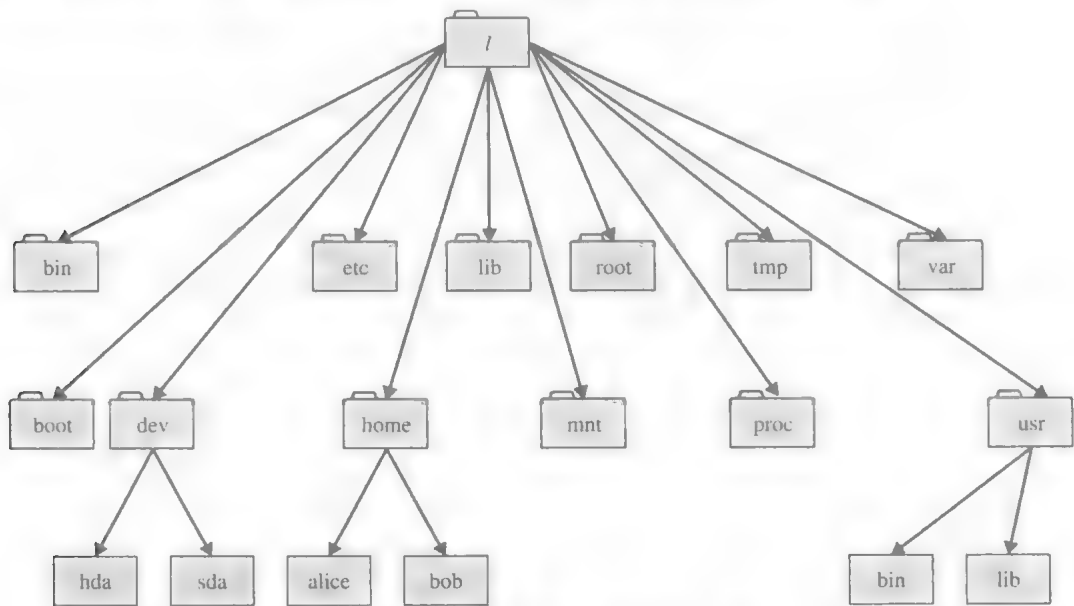 /
bin
etc
lib
root
tmp
var
boot
dev
home
mnt
proc
usr
hda
sda
alice
bob
bin
lib